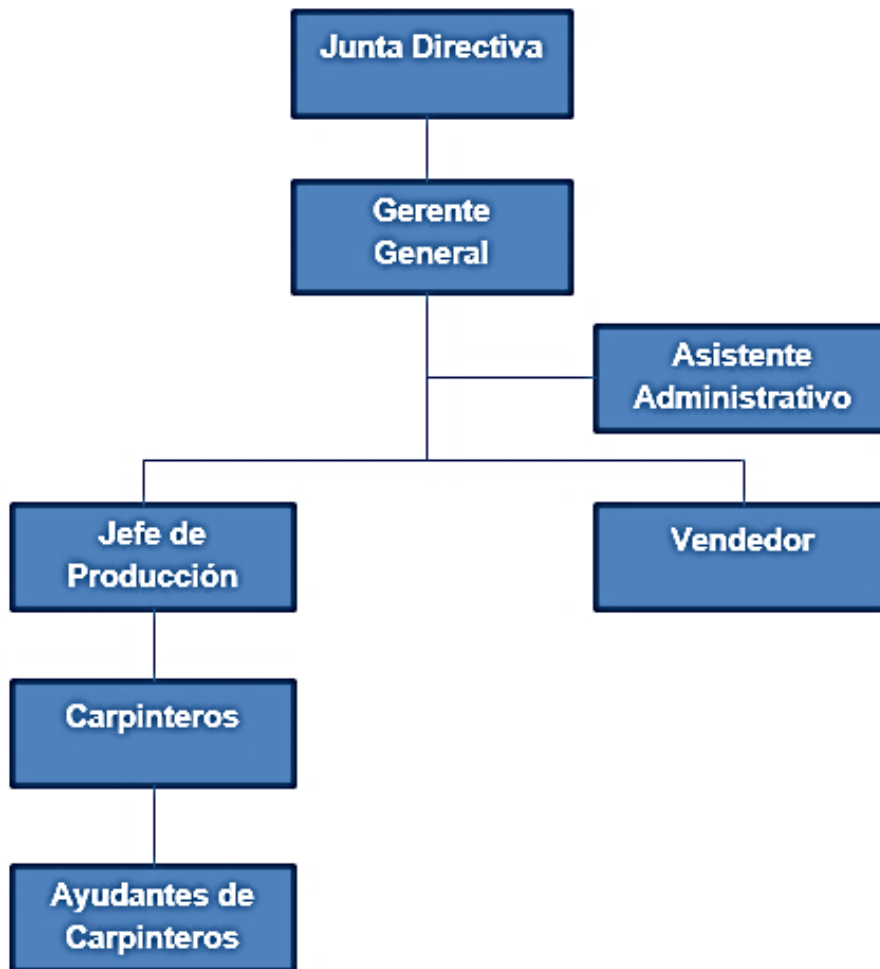 Junta Directiva
Gerente
General
Asistente
Administrativo
Jefe de
Producción
Vendedor
Carpinteros
Ayudantes de
Carpinteros